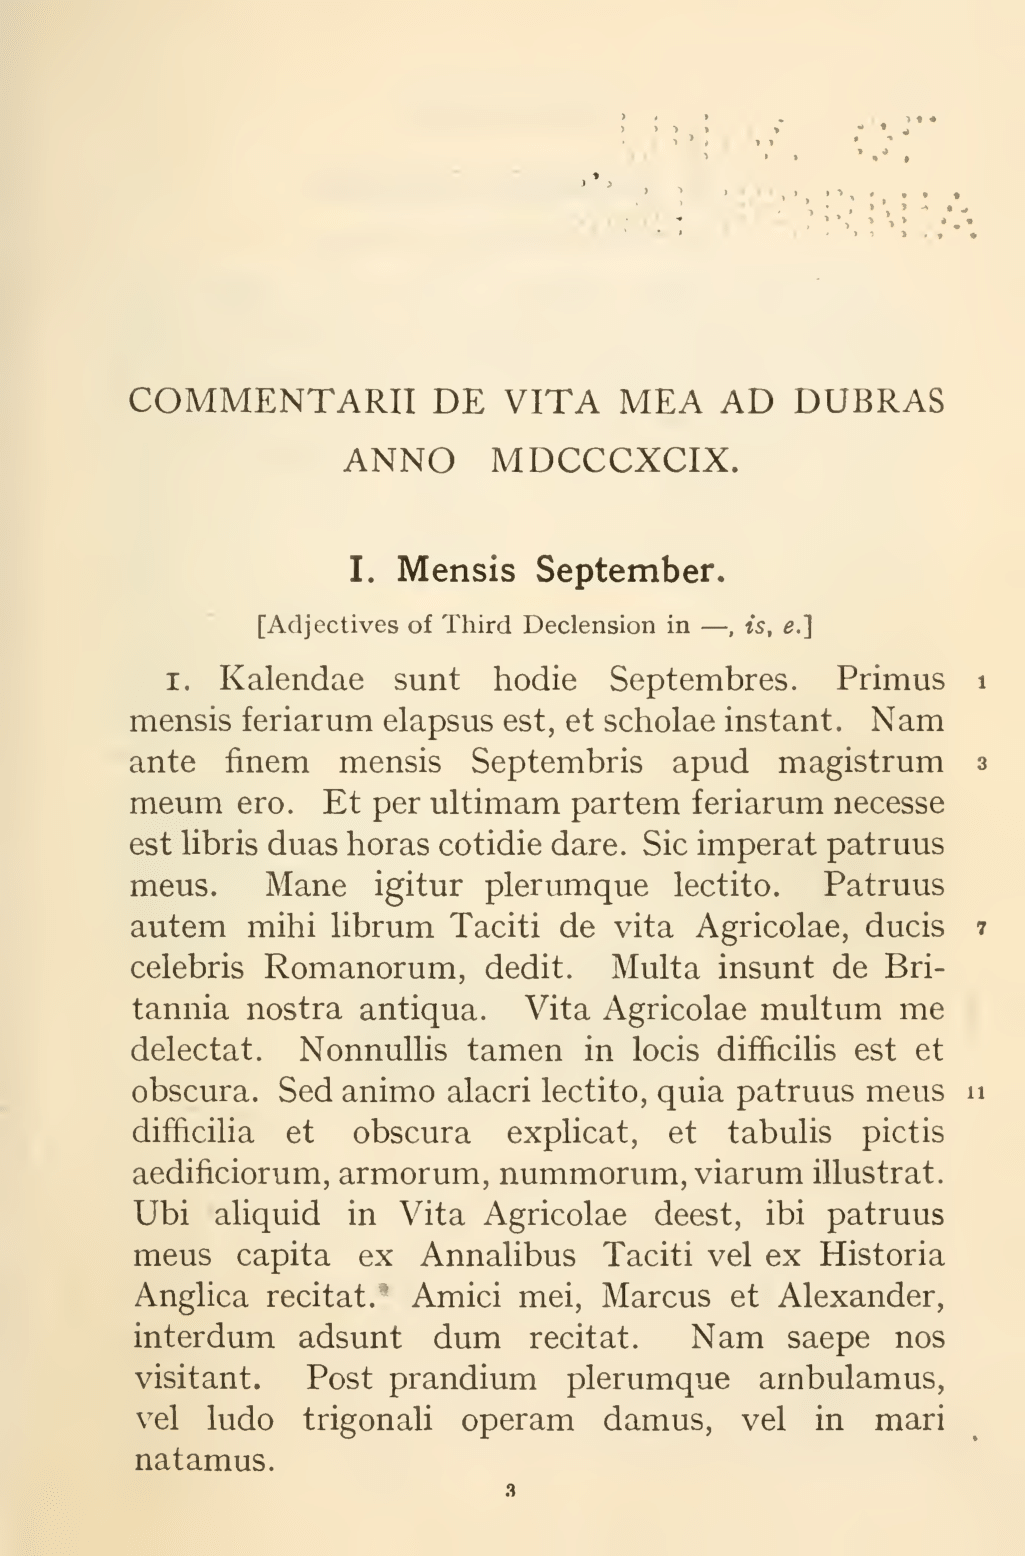 UNIV. OF
CALIFORNIA
COMMENTARII DE VITA MEA AD DUBRAS
ANNO MDCCCXCIX.
I. Mensis September.
[Adjectives of Third Declension in —, is, e.]
1. Kalendae sunt hodie Septembres. Primus 1
mensis feriarum elapsus est, et scholae instant. Nam
ante finem mensis Septembris apud magistrum 3
meum ero. Et per ultimam partem feriarum necesse
est libris duas horas cotidie dare. Sic imperat patruus
meus. Mane igitur plerumque lectito. Patruus
autem mihi librum Taciti de vita Agricolae, ducis 7
celebris Romanorum, dedit. Multa insunt de Bri-
tannia nostra antiqua. Vita Agricolae multum me
delectat. Nonnullis tamen in locis difficilis est et
obscura. Sed animo alacri lectito, quia patruus meus 11
difficilia et obscura explicat, et tabulis pictis
aedificiorum, armorum, nummorum, viarum illustrat.
Ubi aliquid in Vita Agricolae deest, ibi patruus
meus capita ex Annalibus Taciti vel ex Historia
Anglica recitat. Amici mei, Marcus et Alexander,
interdum adsunt dum recitat. Nam saepe nos
visitant. Post prandium plerumque ambulamus,
vel ludo trigonali operam damus, vel in mari
natamus.
3